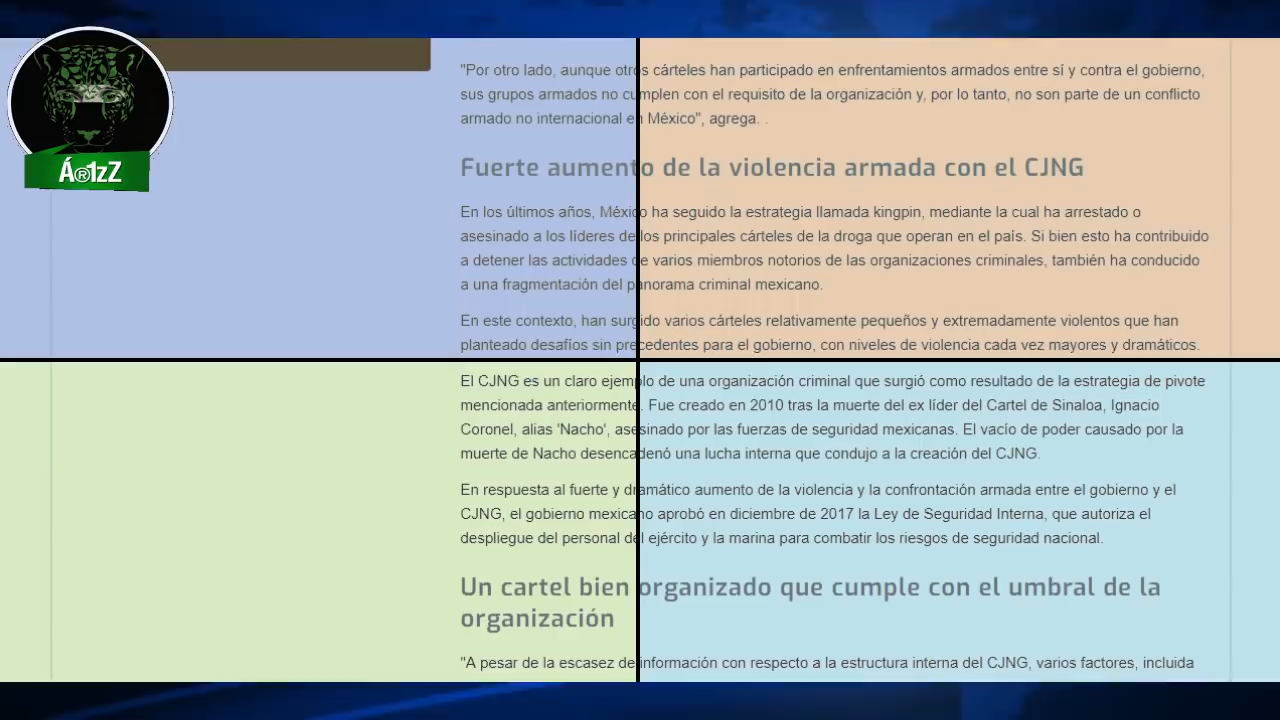 Á®1zZ
"Por otro lado, aunque otros cárteles han participado en enfrentamientos armados entre sí y contra el gobierno,
sus grupos armados no cumplen con el requisito de la organización y, por lo tanto, no son parte de un conflicto
armado no internacional en México", agrega. .
Fuerte aumento de la violencia armada con el CJNG
En los últimos años, México ha seguido la estrategia llamada kingpin, mediante la cual ha arrestado o
asesinado a los líderes de los principales cárteles de la droga que operan en el país. Si bien esto ha contribuido
a detener las actividades de varios miembros notorios de las organizaciones criminales, también ha conducido
a una fragmentación del panorama criminal mexicano.
En este contexto, han surgido varios cárteles relativamente pequeños y extremadamente violentos que han
planteado desafíos sin precedentes para el gobierno, con niveles de violencia cada vez mayores y dramáticos.
El CJNG es un claro ejemplo de una organización criminal que surgió como resultado de la estrategia de pivote
mencionada anteriormente. Fue creado en 2010 tras la muerte del ex líder del Cartel de Sinaloa, Ignacio
Coronel, alias 'Nacho', asesinado por las fuerzas de seguridad mexicanas. El vacío de poder causado por la
muerte de Nacho desencadenó una lucha interna que condujo a la creación del CJNG.
En respuesta al fuerte y dramático aumento de la violencia y la confrontación armada entre el gobierno y el
CJNG, el gobierno mexicano aprobó en diciembre de 2017 la Ley de Seguridad Interna, que autoriza el
despliegue del personal del ejército y la marina para combatir los riesgos de seguridad nacional.
Un cartel bien organizado que cumple con el umbral de la
organización
"A pesar de la escasez de información con respecto a la estructura interna del CJNG, varios factores, incluida